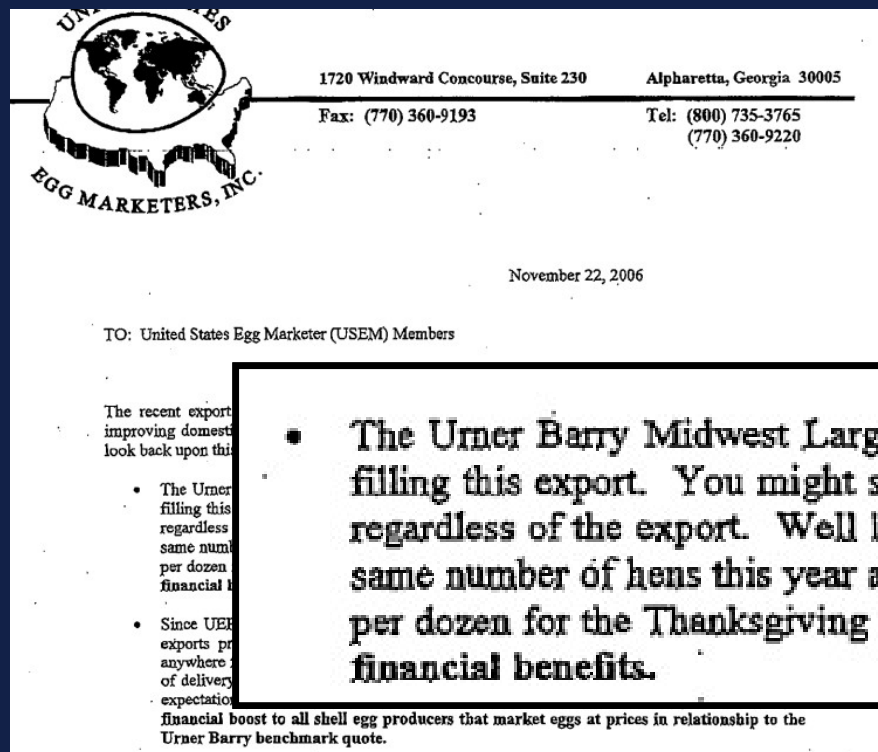 UNITED STATES
EGG MARKETERS, INC.
1720 Windward Concourse, Suite 230 Alpharetta, Georgia 30005
Fax: (770) 360-9193 Tel: (800) 735-3765
(770) 360-9220
November 22, 2006
TO: United States Egg Marketer (USEM) Members
The recent export
improving domesti
look back upon thi
• The Urner
filling this
regardless
same numb
per dozen
financial b
• Since UEP
exports pr
anywhere
of delivery
expectatio
financial boost to all shell egg producers that market eggs at prices in relationship to the
Urner Barry benchmark quote.
• The Urner Barry Midwest Larg
filling this export. You might s
regardless of the export. Well l
same number of hens this year a
per dozen for the Thanksgiving
financial benefits.